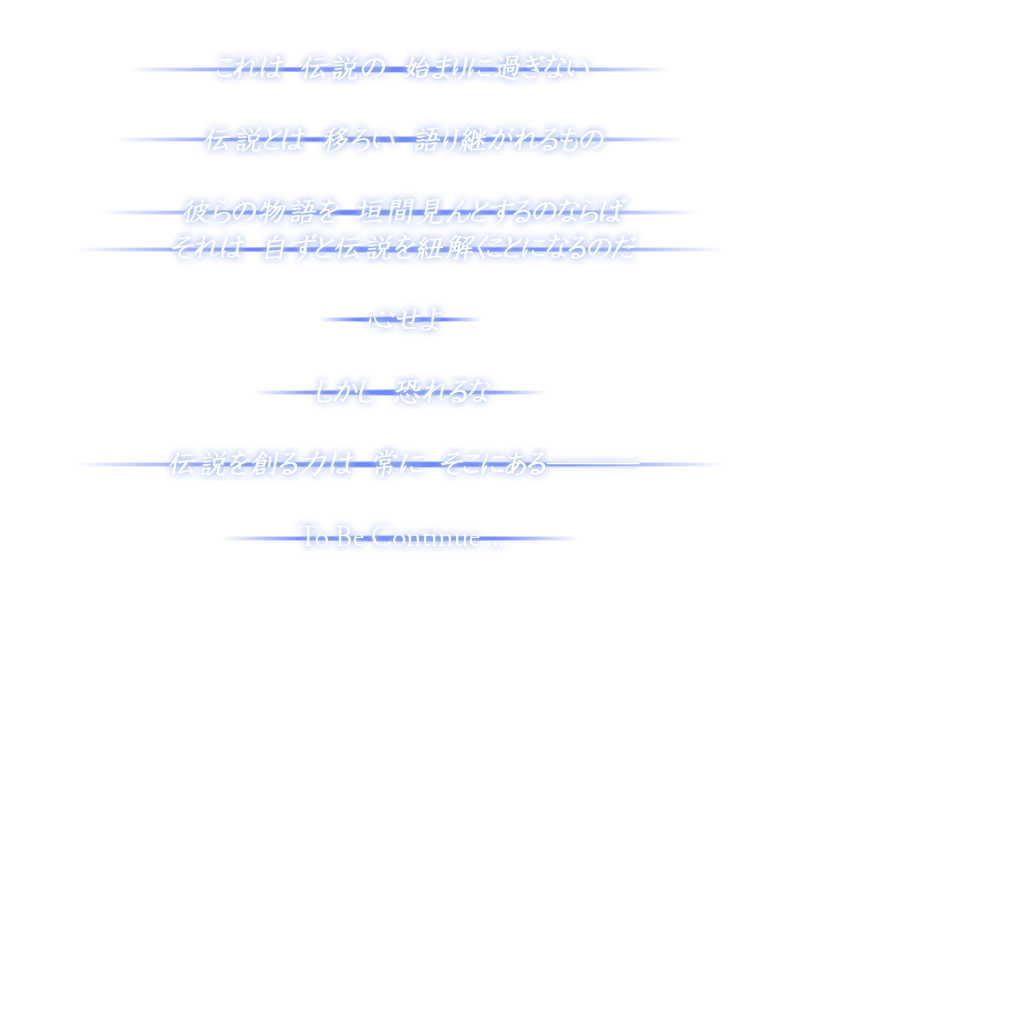 これは　伝説の　始まりに過ぎない
伝説とは　移ろい　語り継がれるもの
彼らの物語を　垣間見んとするのならば
それは　自ずと伝説を紐解くことになるのだ
心せよ
しかし　恐れるな
伝説を創る力は　常に　そこにある―――
To Be Continue ...